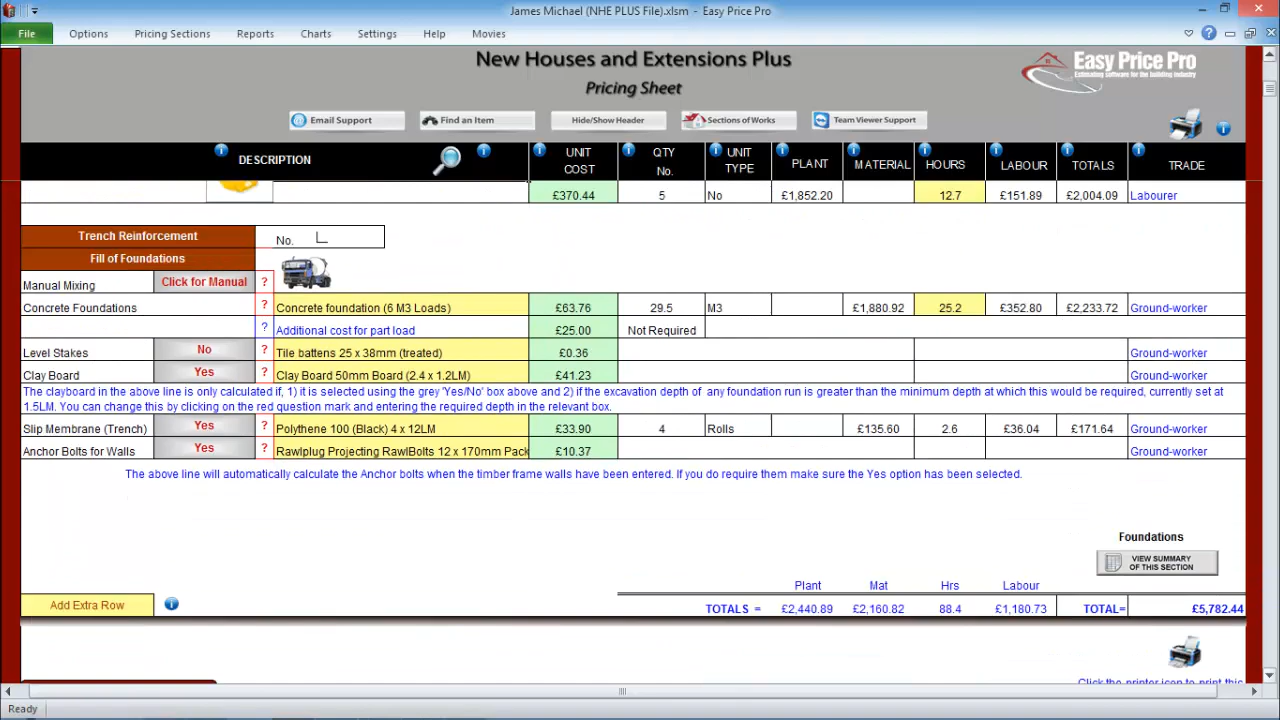 James Michael (NHE PLUS File).xlsm - Easy Price Pro
File Options Pricing Sections Reports Charts Settings Help Movies
New Houses and Extensions Plus
Pricing Sheet
Easy Price Pro
Estimating software for the building industry
Email Support Find an Item Hide/Show Header Sections of Works Team Viewer Support
DESCRIPTION UNIT COST QTY No. UNIT TYPE PLANT MATERIAL HOURS LABOUR TOTALS TRADE
£370.44 5 No £1,852.20 12.7 £151.89 £2,004.09 Labourer
Trench Reinforcement No.
Fill of Foundations
Manual Mixing Click for Manual ?
Concrete Foundations ? Concrete foundation (6 M3 Loads) £63.76 29.5 M3 £1,880.92 25.2 £352.80 £2,233.72 Ground-worker
? Additional cost for part load £25.00 Not Required
Level Stakes No ? Tile battens 25 x 38mm (treated) £0.36 Ground-worker
Clay Board Yes ? Clay Board 50mm Board (2.4 x 1.2LM) £41.23 Ground-worker
The clayboard in the above line is only calculated if, 1) it is selected using the grey 'Yes/No' box above and 2) if the excavation depth of any foundation run is greater than the minimum depth at which this would be required, currently set at
1.5LM. You can change this by clicking on the red question mark and entering the required depth in the relevant box.
Slip Membrane (Trench) Yes ? Polythene 100 (Black) 4 x 12LM £33.90 4 Rolls £135.60 2.6 £36.04 £171.64 Ground-worker
Anchor Bolts for Walls Yes ? Rawlplug Projecting RawlBolts 12 x 170mm Pack £10.37 Ground-worker
The above line will automatically calculate the Anchor bolts when the timber frame walls have been entered. If you do require them make sure the Yes option has been selected.
Foundations
VIEW SUMMARY
OF THIS SECTION
Plant Mat Hrs Labour
Add Extra Row TOTALS = £2,440.89 £2,160.82 88.4 £1,180.73 TOTAL= £5,782.44
Click the printer icon to print this
Ready